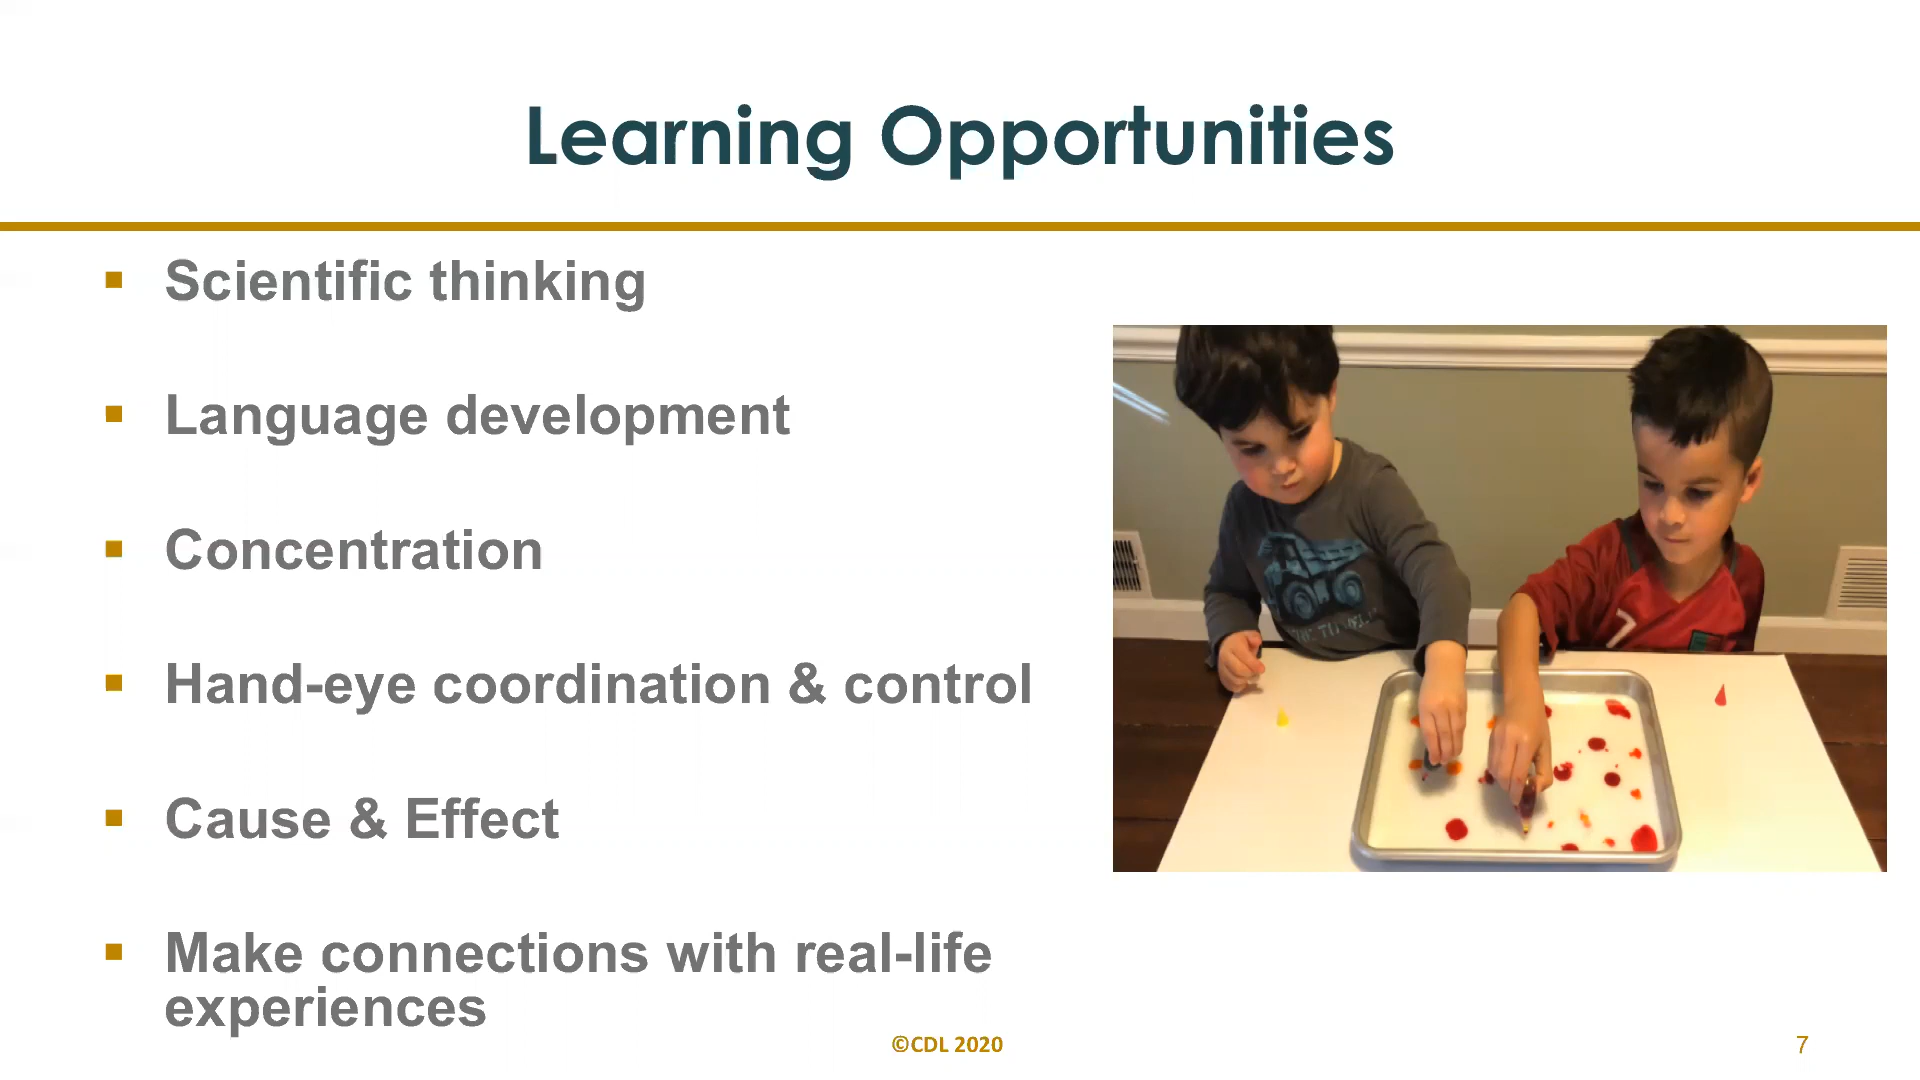 Learning Opportunities
▪ Scientific thinking
▪ Language development
▪ Concentration
▪ Hand-eye coordination & control
▪ Cause & Effect
▪ Make connections with real-life
experiences
7
©CDL 2020
7